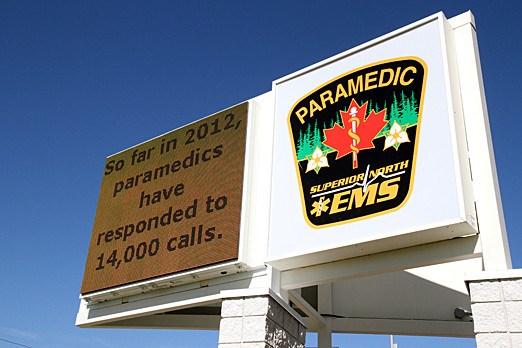 So far in 2012,
paramedics
have
responded to
14,000 calls.
PARAMEDIC
SUPERIOR NORTH
EMS